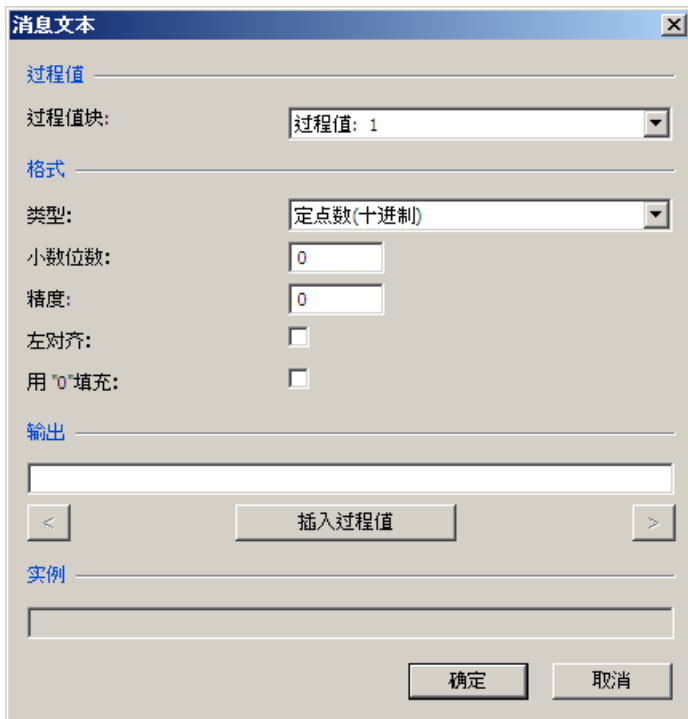 消息文本
过程值
过程值块: 过程值: 1
格式
类型: 定点数(十进制)
小数位数: 0
精度: 0
左对齐:
用 "0"填充:
输出
< 插入过程值 >
实例
确定 取消